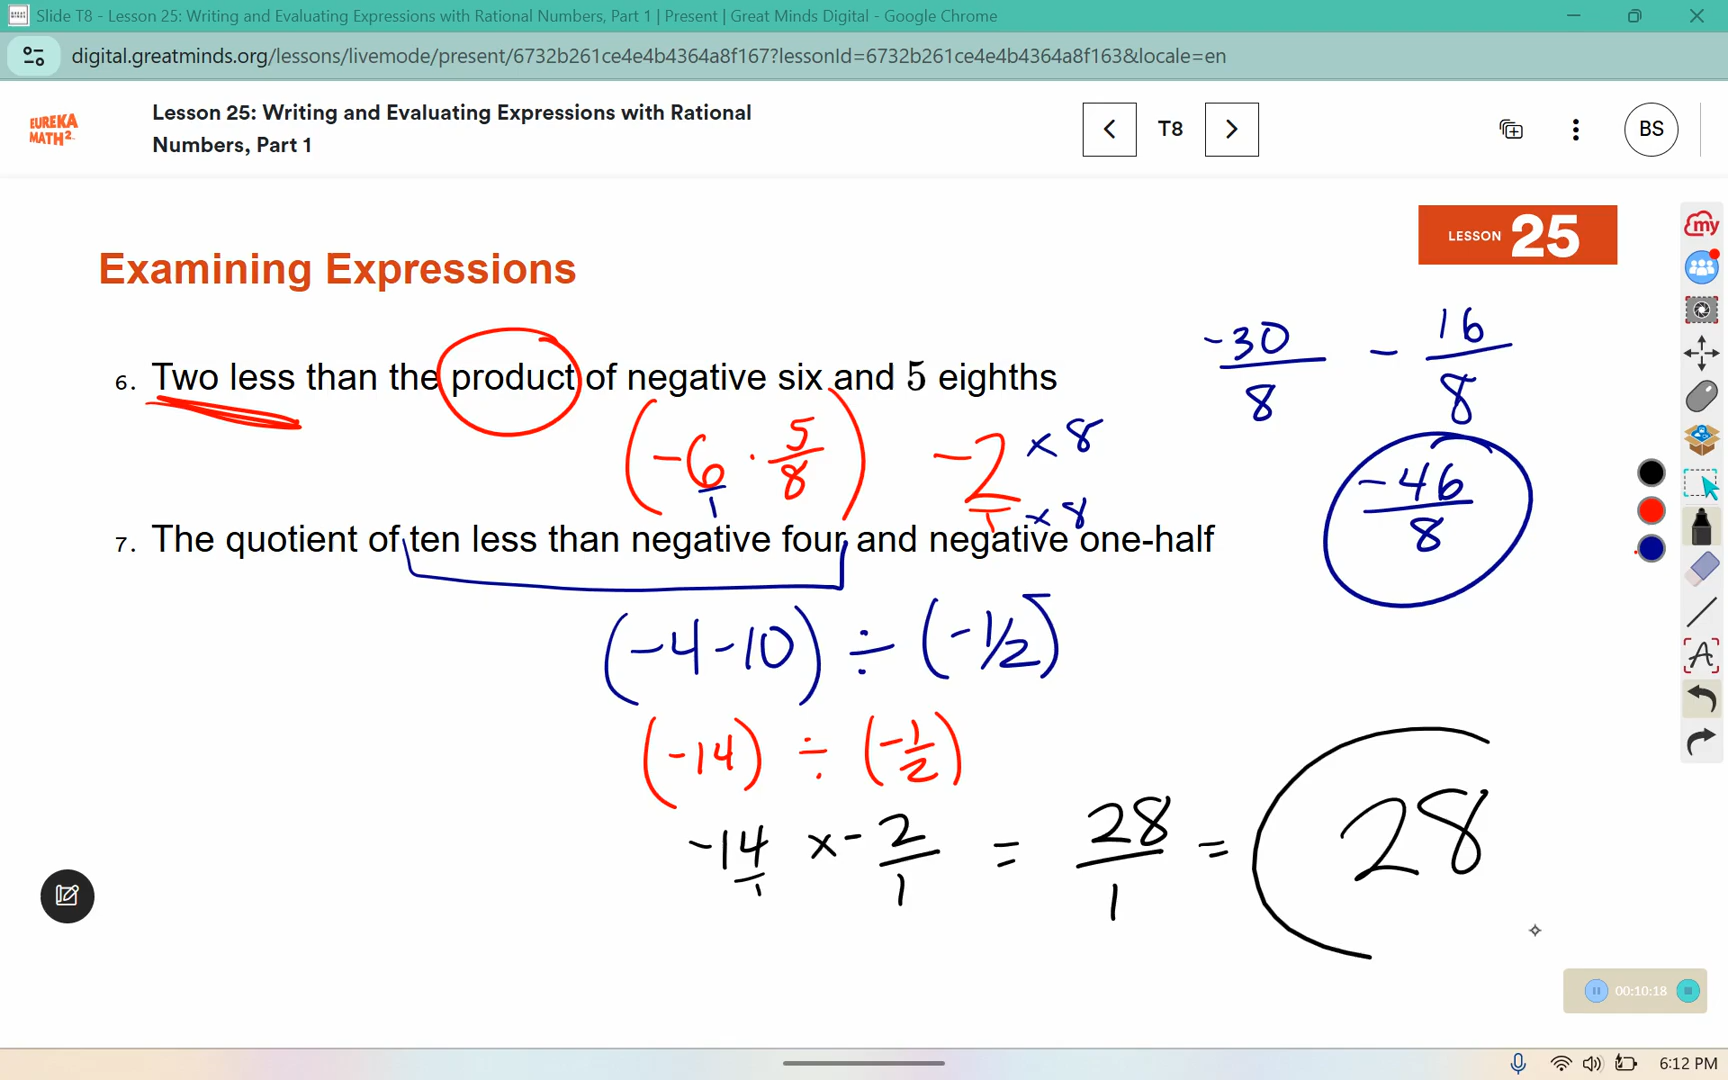 Slide T8 - Lesson 25: Writing and Evaluating Expressions with Rational Numbers, Part 1 | Present | Great Minds Digital - Google Chrome
digital.greatminds.org/lessons/livemode/present/6732b261ce4e4b4364a8f167?lessonId=6732b261ce4e4b4364a8f163&locale=en
EUREKA
MATH²
Lesson 25: Writing and Evaluating Expressions with Rational
Numbers, Part 1
T8
BS
LESSON 25
my
Examining Expressions
6. Two less than the product of negative six and 5 eighths
(-6/1 · 5/8) -2/1 ×8 ×8
-30/8 - 16/8
-46/8
7. The quotient of ten less than negative four and negative one-half
(-4-10) ÷ (-1/2)
(-14) ÷ (-1/2)
-14/1 × -2/1 = 28/1 = 28
A
00:10:18
6:12 PM